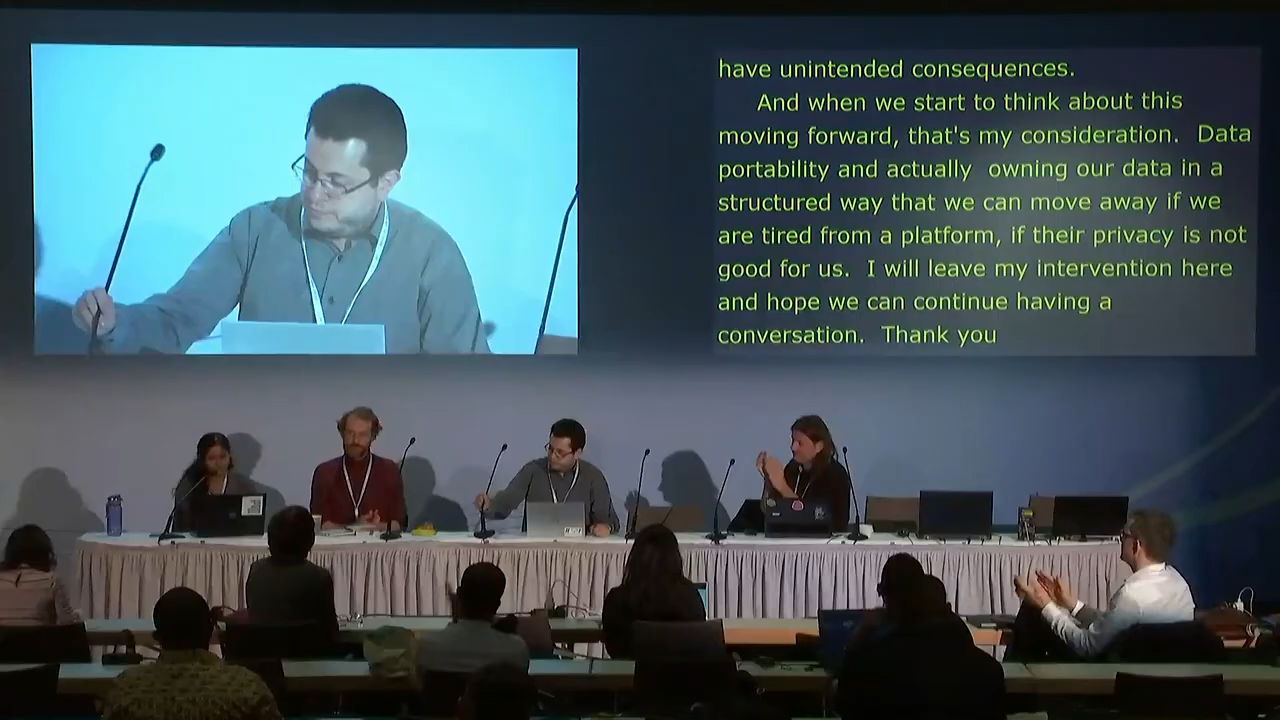 have unintended consequences.
And when we start to think about this
moving forward, that's my consideration. Data
portability and actually owning our data in a
structured way that we can move away if we
are tired from a platform, if their privacy is not
good for us. I will leave my intervention here
and hope we can continue having a
conversation. Thank you